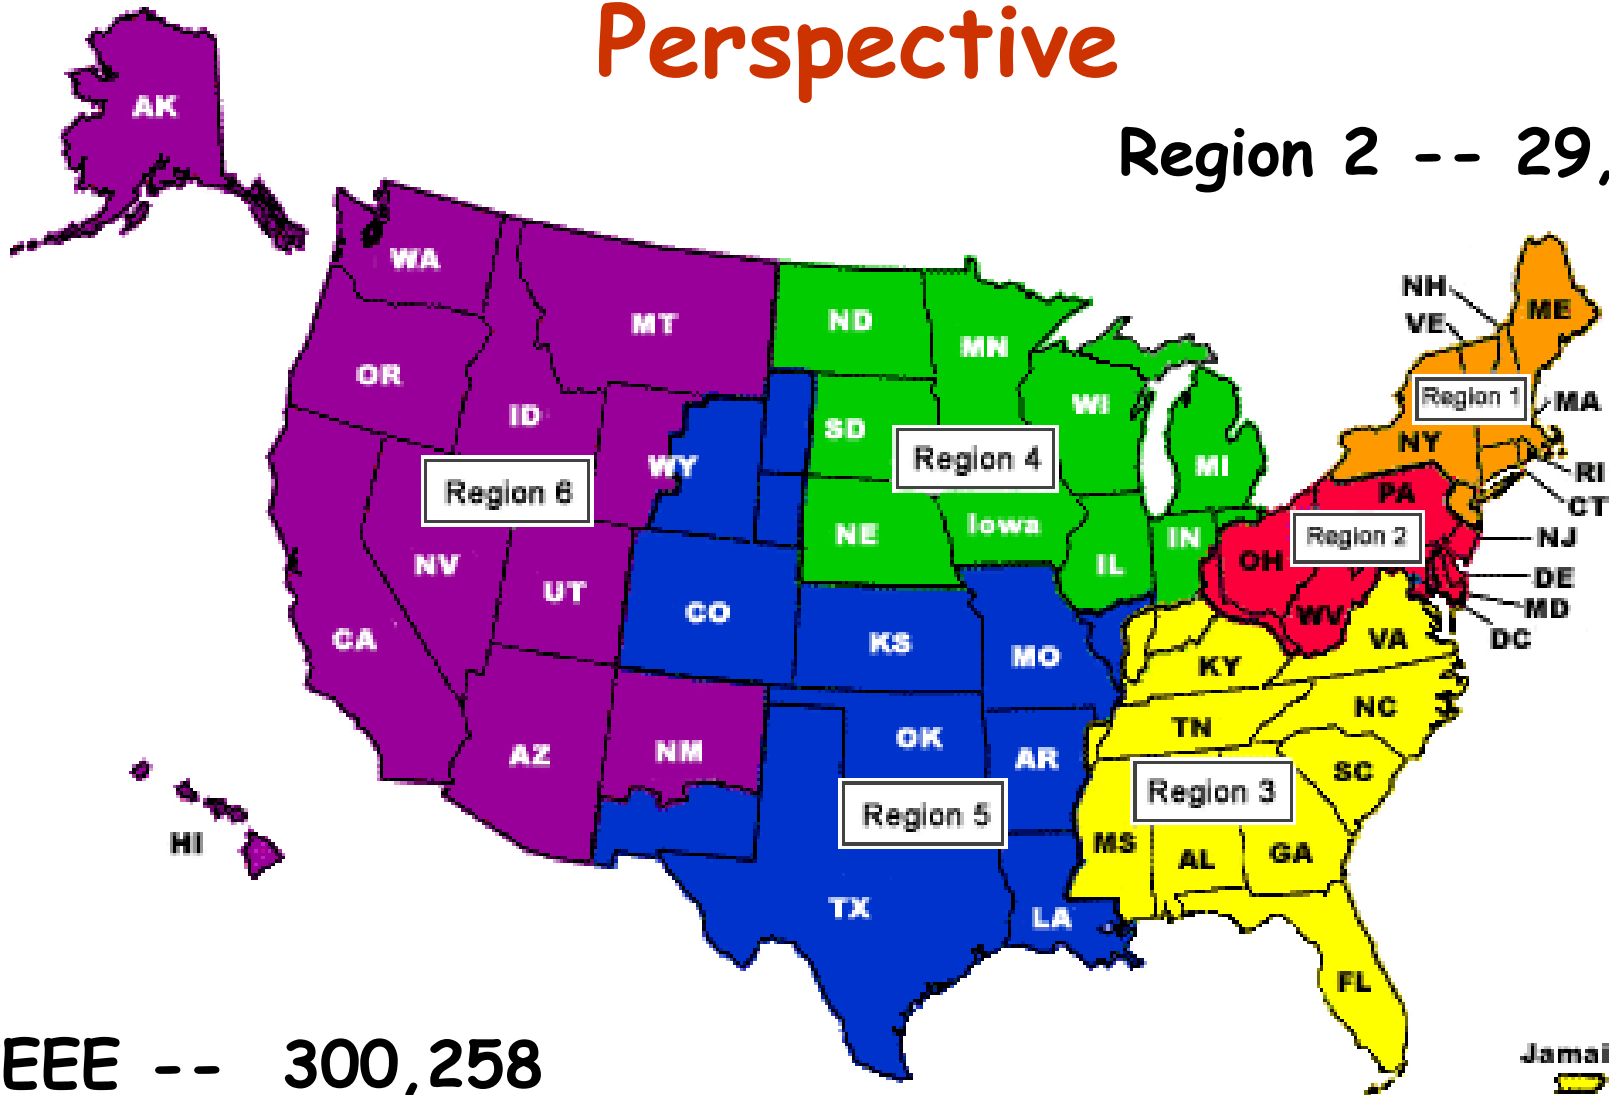 Perspective
Region 2 -- 29,
AK
WA
OR
MT
ID
WY
Region 6
NV
UT
CA
AZ
NM
HI
ND
MN
SD
WI
Region 4
MI
NE
Iowa
IL
IN
CO
KS
MO
OK
AR
Region 5
TX
LA
NH
VE
ME
Region 1
MA
NY
RI
CT
PA
Region 2
OH
WV
NJ
DE
MD
DC
VA
KY
NC
TN
SC
Region 3
MS
AL
GA
FL
EEE -- 300,258
Jamai